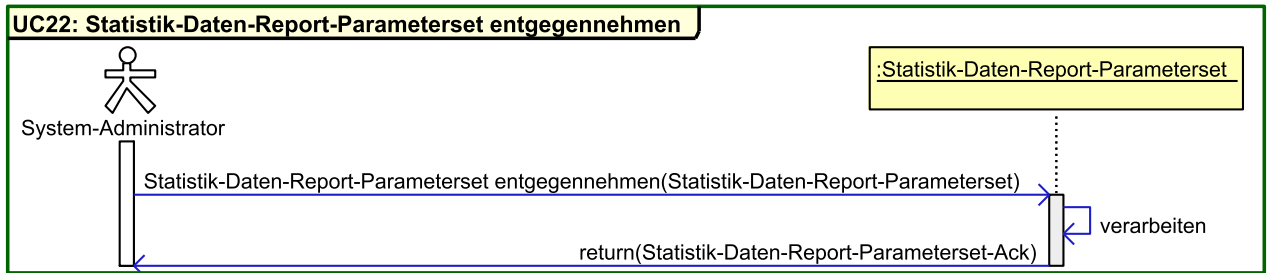 UC22: Statistik-Daten-Report-Parameterset entgegennehmen
:Statistik-Daten-Report-Parameterset
System-Administrator
Statistik-Daten-Report-Parameterset entgegennehmen(Statistik-Daten-Report-Parameterset)
verarbeiten
return(Statistik-Daten-Report-Parameterset-Ack)